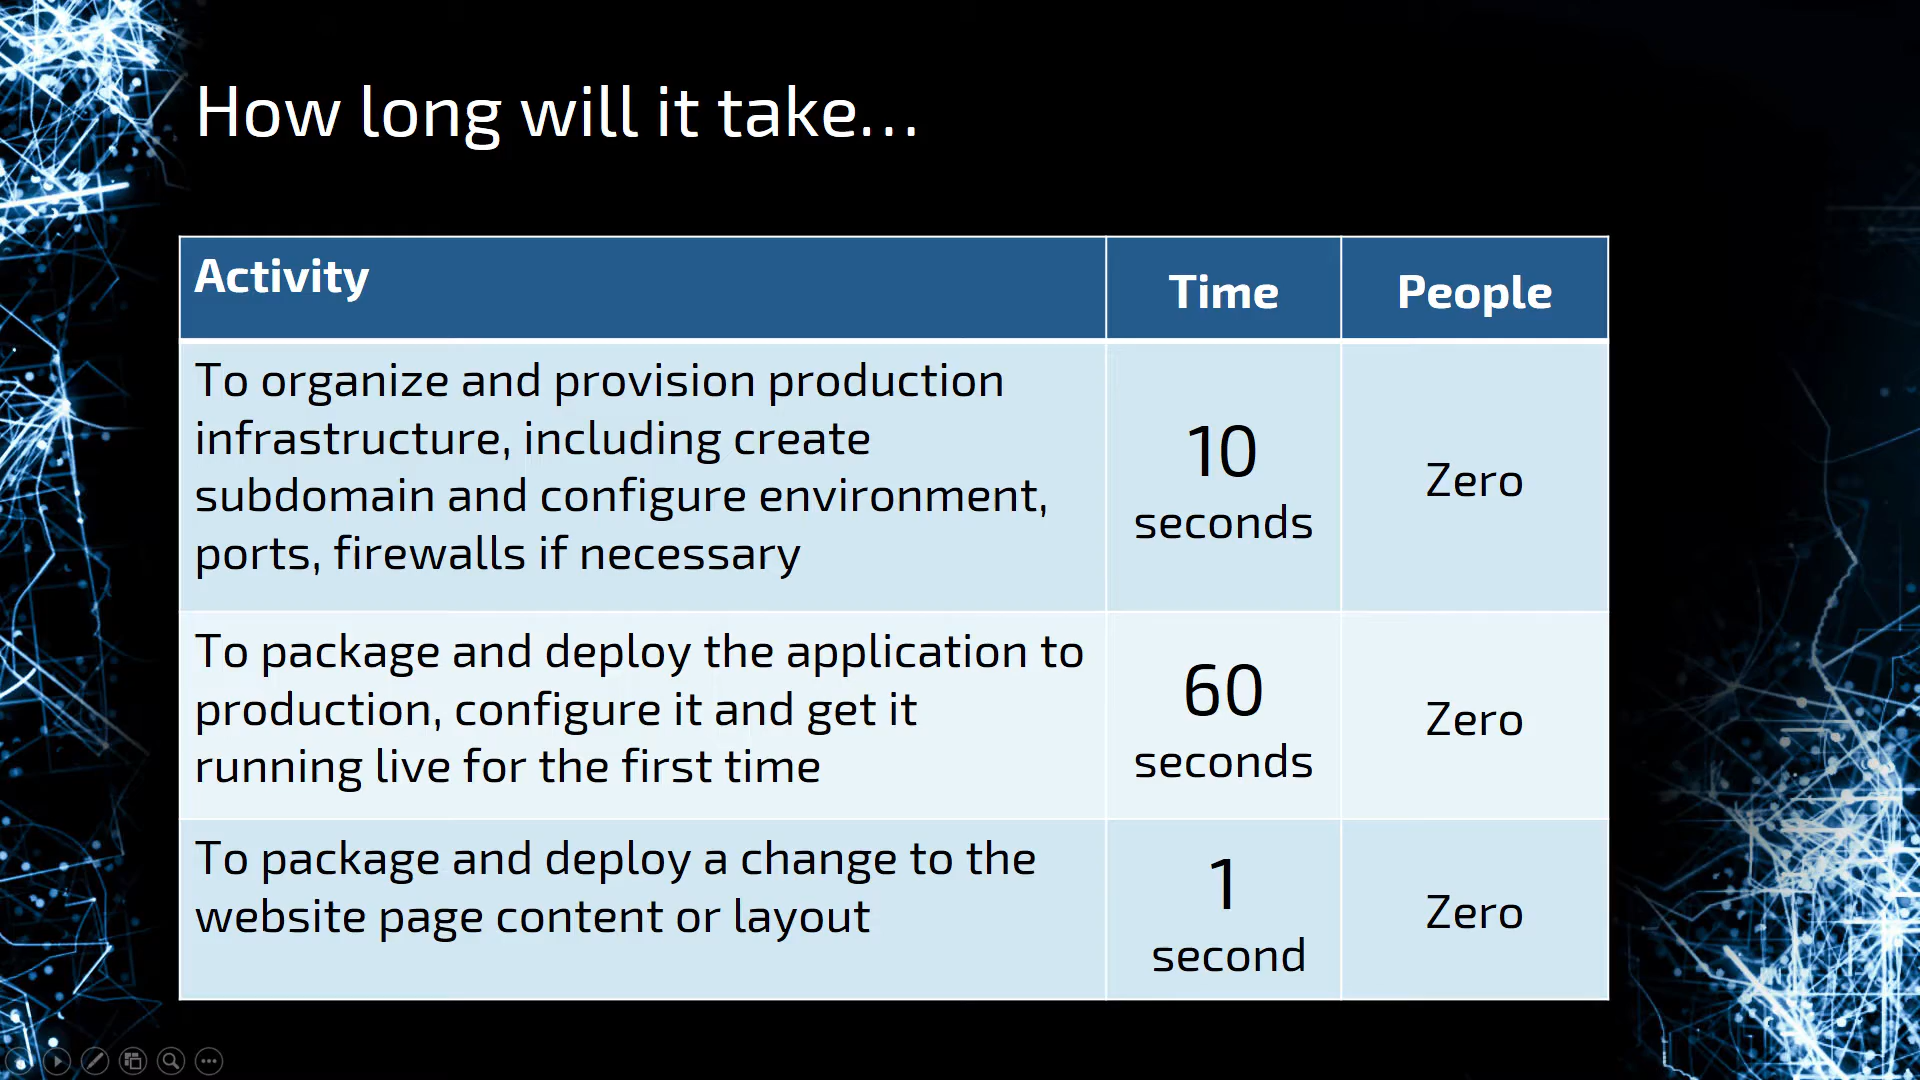 How long will it take...
Activity
Time
People
To organize and provision production
infrastructure, including create
subdomain and configure environment,
ports, firewalls if necessary
10
seconds
Zero
To package and deploy the application to
production, configure it and get it
running live for the first time
60
seconds
Zero
To package and deploy a change to the
website page content or layout
1
second
Zero